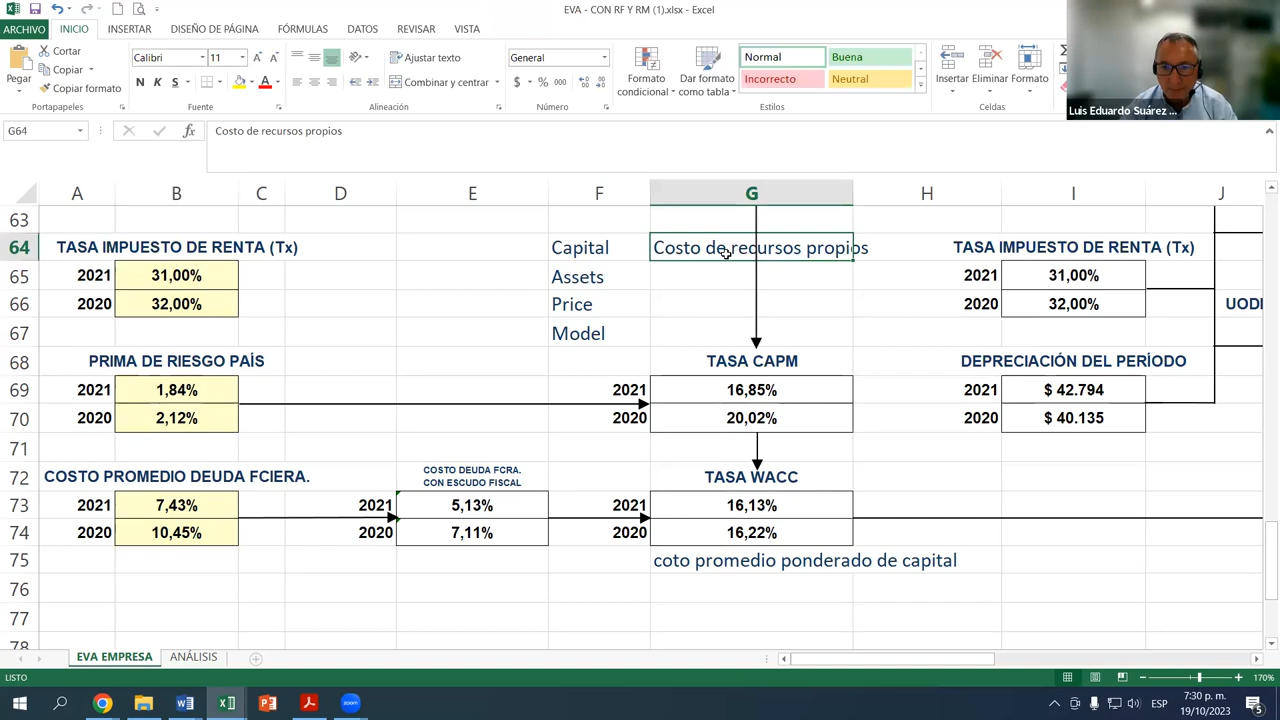 EVA - CON RF Y RM (1).xlsx - Excel
ARCHIVO INICIO INSERTAR DISEÑO DE PÁGINA FÓRMULAS DATOS REVISAR VISTA
Cortar
Copiar
Copiar formato
Pegar
Portapapeles
Calibri 11
N K S
Fuente
Ajustar texto
Combinar y centrar
Alineación
General
$ % 000
Número
Formato condicional
Dar formato como tabla
Normal Buena
Incorrecto Neutral
Estilos
Insertar Eliminar Formato
Celdas
Luis Eduardo Suárez ...
G64 fx Costo de recursos propios
A B C D E F G H I J
63
64 TASA IMPUESTO DE RENTA (Tx) Capital Costo de recursos propios TASA IMPUESTO DE RENTA (Tx)
65 2021 31,00% Assets 2021 31,00%
66 2020 32,00% Price 2020 32,00% UODI
67 Model
68 PRIMA DE RIESGO PAÍS TASA CAPM DEPRECIACIÓN DEL PERÍODO
69 2021 1,84% 2021 16,85% 2021 $ 42.794
70 2020 2,12% 2020 20,02% 2020 $ 40.135
71
72 COSTO PROMEDIO DEUDA FCIERA. COSTO DEUDA FCRA. CON ESCUDO FISCAL TASA WACC
73 2021 7,43% 2021 5,13% 2021 16,13%
74 2020 10,45% 2020 7,11% 2020 16,22%
75 coto promedio ponderado de capital
76
77
78
EVA EMPRESA ANÁLISIS
LISTO 170%
ESP 7:30 p. m.
19/10/2023
5